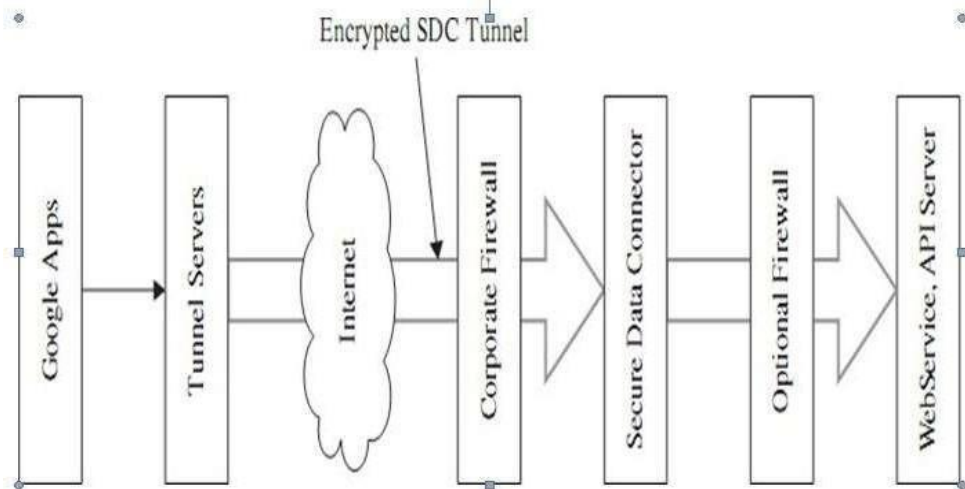 Encrypted SDC Tunnel
Google Apps
Tunnel Servers
Internet
Corporate Firewall
Secure Data Connector
Optional Firewall
WebService, API Server